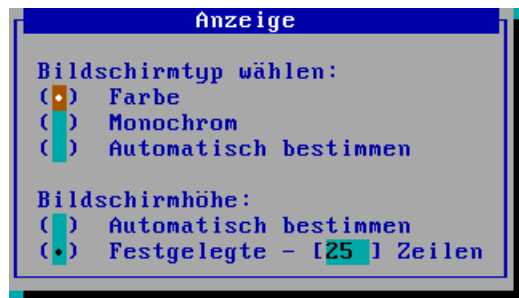 Anzeige
Bildschirmtyp wählen:
(•) Farbe
( ) Monochrom
( ) Automatisch bestimmen
Bildschirmhöhe:
( ) Automatisch bestimmen
(•) Festgelegte - [25 ] Zeilen